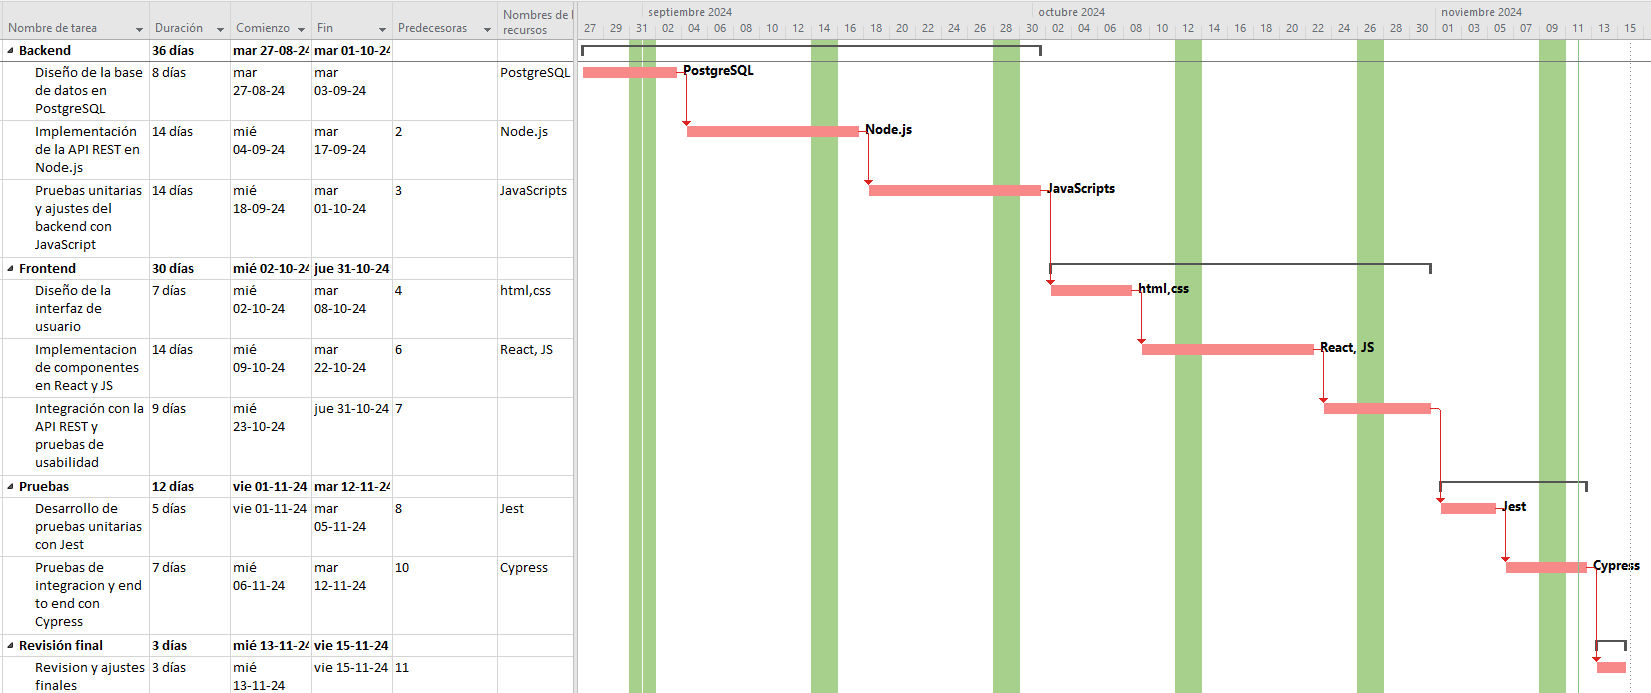 Nombre de tarea Duración Comienzo Fin Predecesoras Nombres de l
recursos
septiembre 2024 octubre 2024 noviembre 2024
27 29 31 02 04 06 08 10 12 14 16 18 20 22 24 26 28 30 02 04 06 08 10 12 14 16 18 20 22 24 26 28 30 01 03 05 07 09 11 13 15
Backend 36 días mar 27-08-24 mar 01-10-24
Diseño de la base 8 días mar mar PostgreSQL PostgreSQL
de datos en 27-08-24 03-09-24
PostgreSQL
Implementación 14 días mié mar 2 Node.js Node.js
de la API REST en 04-09-24 17-09-24
Node.js
Pruebas unitarias 14 días mié mar 3 JavaScripts JavaScripts
y ajustes del 18-09-24 01-10-24
backend con
JavaScript
Frontend 30 días mié 02-10-24 jue 31-10-24
Diseño de la 7 días mié mar 4 html,css html,css
interfaz de 02-10-24 08-10-24
usuario
Implementacion 14 días mié mar 6 React, JS React, JS
de componentes 09-10-24 22-10-24
en React y JS
Integración con la 9 días mié jue 31-10-24 7
API REST y 23-10-24
pruebas de
usabilidad
Pruebas 12 días vie 01-11-24 mar 12-11-24
Desarrollo de 5 días vie 01-11-24 mar 8 Jest Jest
pruebas unitarias 05-11-24
con Jest
Pruebas de 7 días mié mar 10 Cypress Cypress
integracion y end 06-11-24 12-11-24
to end con
Cypress
Revisión final 3 días mié 13-11-24 vie 15-11-24
Revision y ajustes 3 días mié vie 15-11-24 11
finales 13-11-24